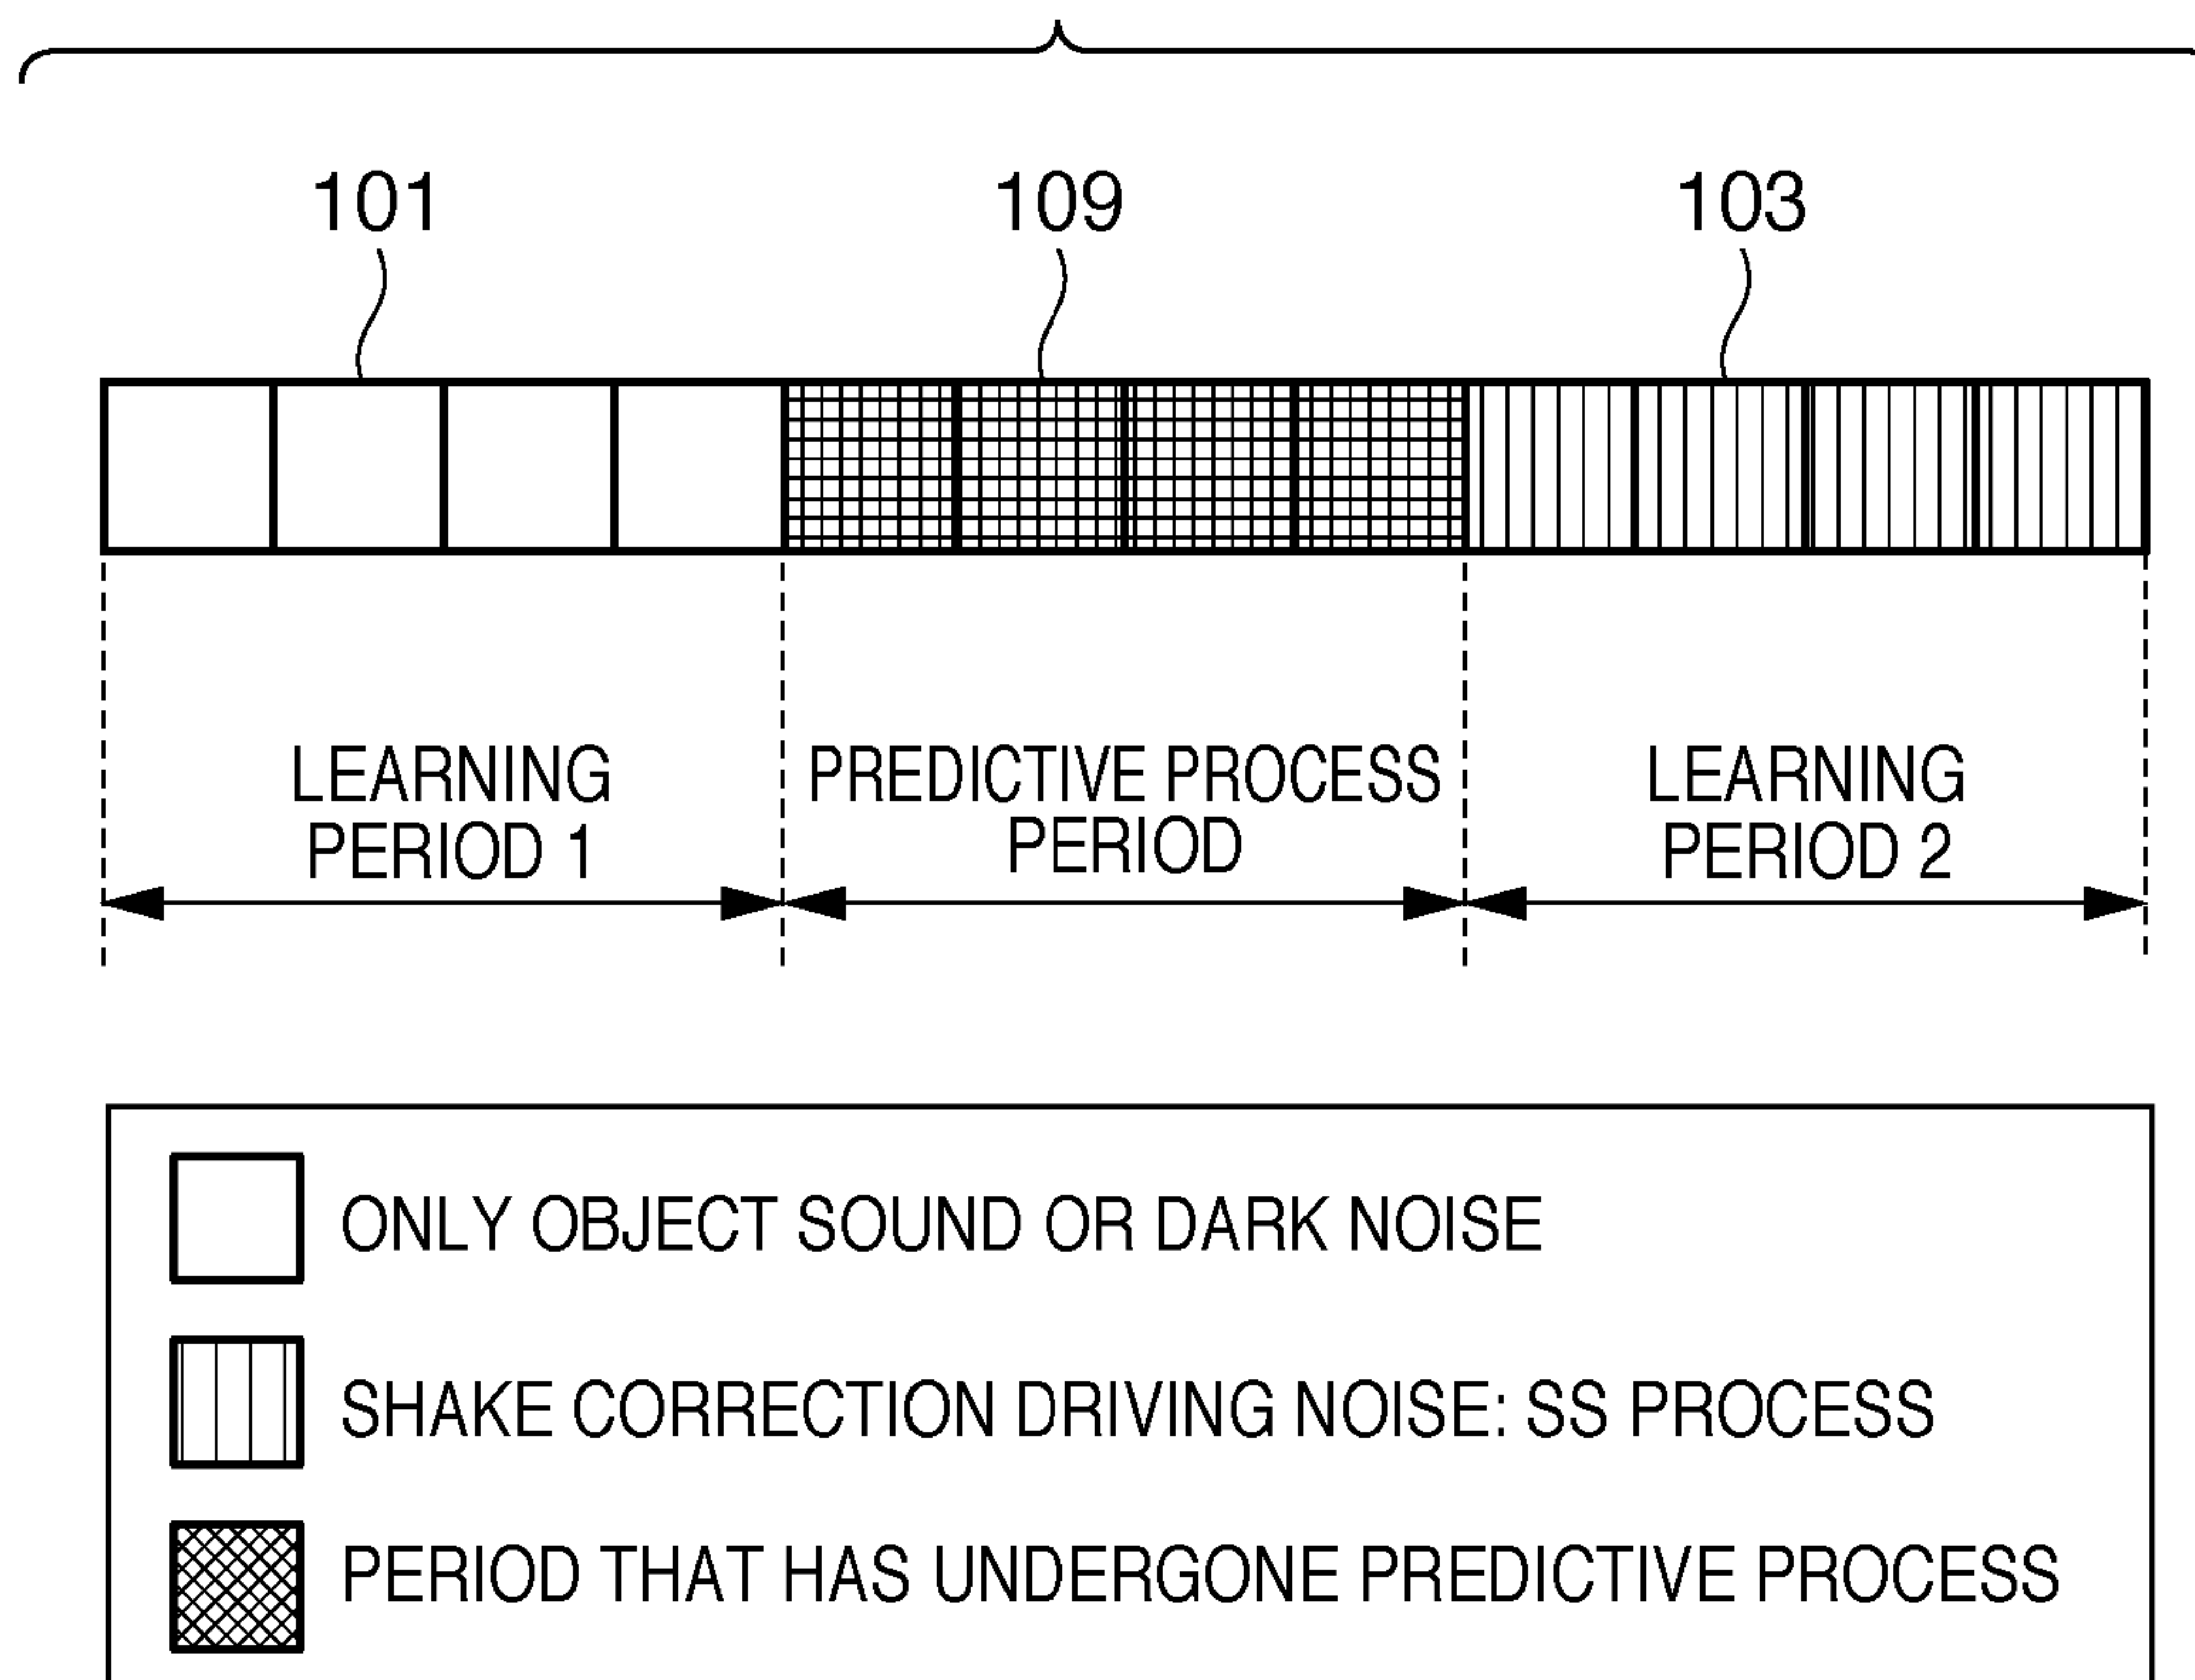 101
109
103
LEARNING
PERIOD 1
PREDICTIVE PROCESS
PERIOD
LEARNING
PERIOD 2
ONLY OBJECT SOUND OR DARK NOISE
SHAKE CORRECTION DRIVING NOISE: SS PROCESS
PERIOD THAT HAS UNDERGONE PREDICTIVE PROCESS